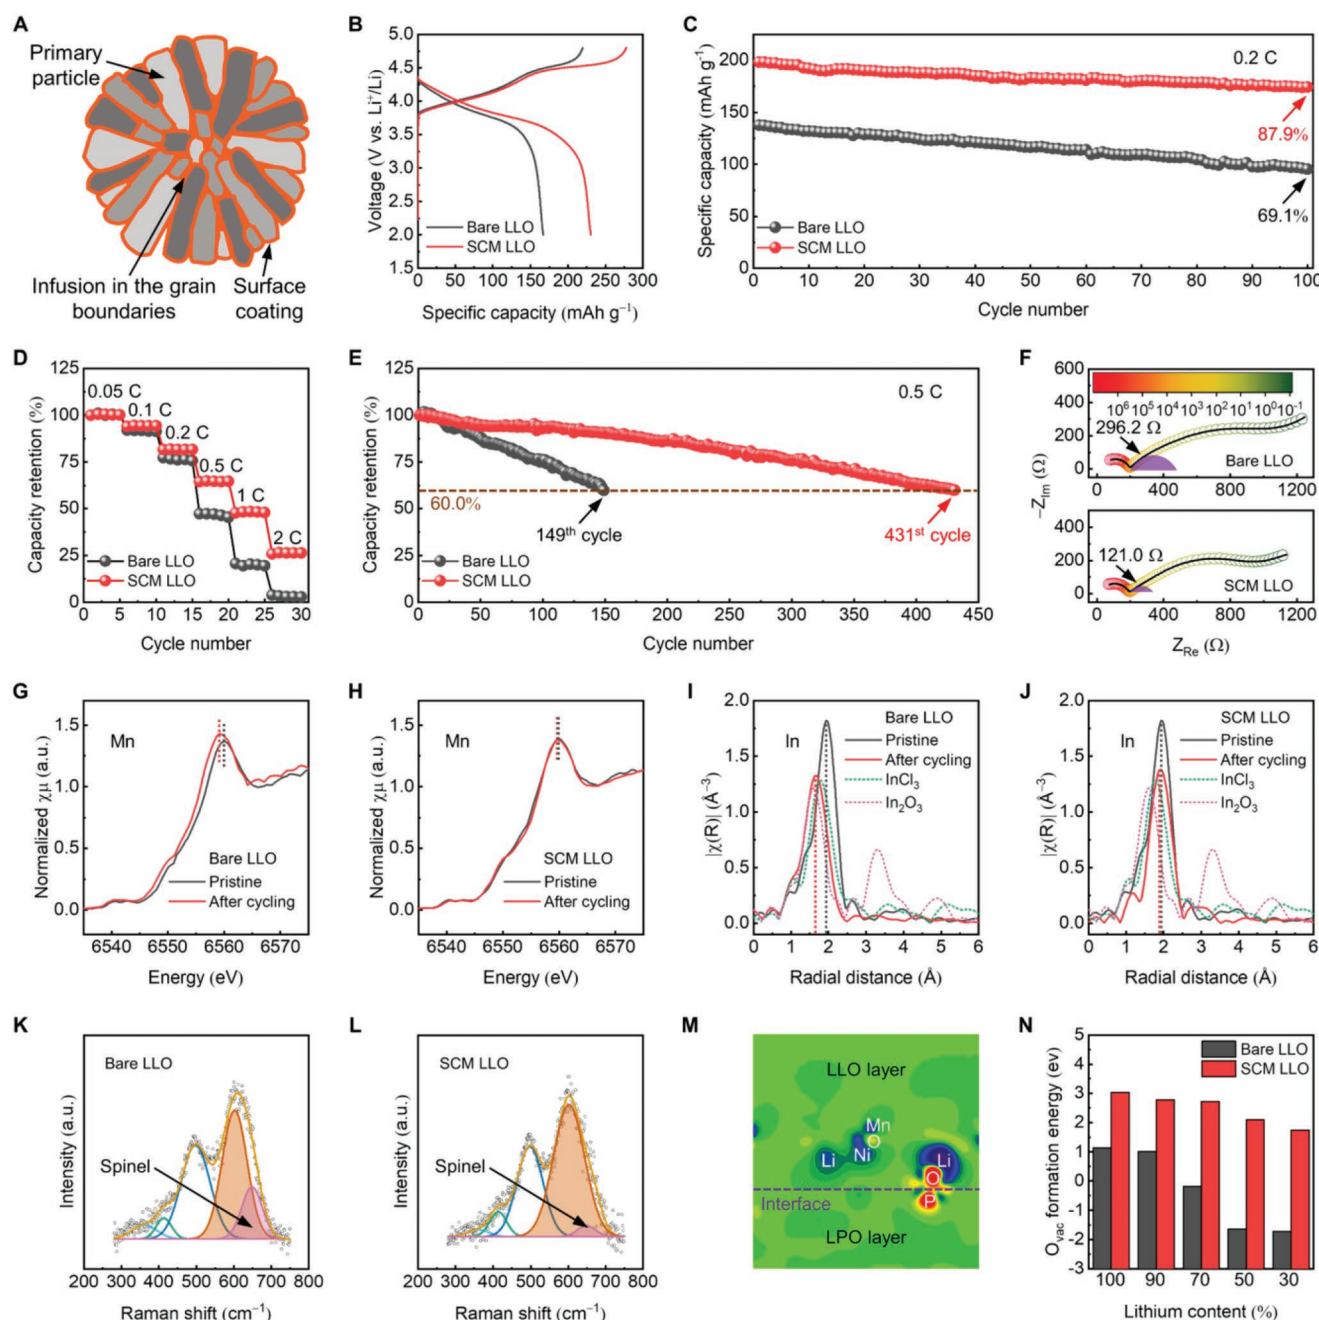 A
Primary
particle
Infusion in the grain
boundaries
Surface
coating
B
Voltage (V vs. Li⁺/Li)
5.0
4.5
4.0
3.5
3.0
2.5
2.0
1.5
Bare LLO
SCM LLO
0 50 100 150 200 250 300
Specific capacity (mAh g⁻¹)
C
Specific capacity (mAh g⁻¹)
200
150
100
50
0
0.2 C
87.9%
69.1%
Bare LLO
SCM LLO
0 10 20 30 40 50 60 70 80 90 100
Cycle number
D
Capacity retention (%)
125
100
75
50
25
0
0.05 C
0.1 C
0.2 C
0.5 C
1 C
2 C
Bare LLO
SCM LLO
0 5 10 15 20 25 30
Cycle number
E
Capacity retention (%)
125
100
75
50
25
0
0.5 C
60.0%
149th cycle
431st cycle
Bare LLO
SCM LLO
0 50 100 150 200 250 300 350 400 450
Cycle number
F
−Z_Im (Ω)
600
400
200
0
10⁶ 10⁵ 10⁴ 10³ 10² 10¹ 10⁰ 10⁻¹
296.2 Ω
Bare LLO
400
200
0
121.0 Ω
SCM LLO
0 400 800 1200
Z_Re (Ω)
G
Normalized χμ (a.u.)
1.5
1.0
0.5
0.0
Mn
Bare LLO
Pristine
After cycling
6540 6550 6560 6570
Energy (eV)
H
Normalized χμ (a.u.)
1.5
1.0
0.5
0.0
Mn
SCM LLO
Pristine
After cycling
6540 6550 6560 6570
Energy (eV)
I
|χ(R)| (Å⁻³)
2.0
1.5
1.0
0.5
0.0
In
Bare LLO
Pristine
After cycling
InCl₃
In₂O₃
0 1 2 3 4 5 6
Radial distance (Å)
J
|χ(R)| (Å⁻³)
2.0
1.5
1.0
0.5
0.0
In
SCM LLO
Pristine
After cycling
InCl₃
In₂O₃
0 1 2 3 4 5 6
Radial distance (Å)
K
Intensity (a.u.)
Bare LLO
Spinel
200 300 400 500 600 700 800
Raman shift (cm⁻¹)
L
Intensity (a.u.)
SCM LLO
Spinel
200 300 400 500 600 700 800
Raman shift (cm⁻¹)
M
LLO layer
Mn
O
Li
Ni
Li
O
Interface
P
LPO layer
N
O_vac formation energy (ev)
5
4
3
2
1
0
-1
-2
-3
Bare LLO
SCM LLO
100 90 70 50 30
Lithium content (%)